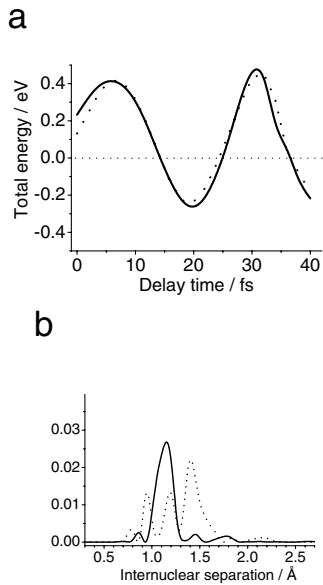 a
Total energy / eV
0.4
0.2
0.0
-0.2
-0.4
0 10 20 30 40
Delay time / fs
b
0.03
0.02
0.01
0.00
0.5 1.0 1.5 2.0 2.5
Internuclear separation / Å